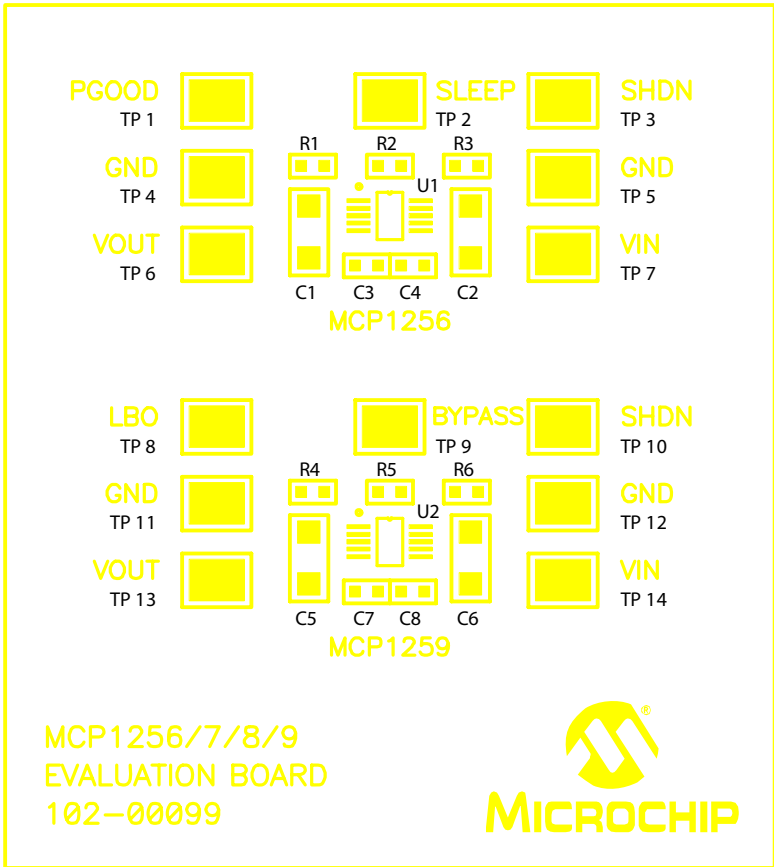 PGOOD SLEEP SHDN
TP 1 TP 2 TP 3
R1 R2 R3
GND GND
TP 4 U1 TP 5
VOUT VIN
TP 6 TP 7
C1 C3 C4 C2
MCP1256
LBO BYPASS SHDN
TP 8 TP 9 TP 10
R4 R5 R6
GND GND
TP 11 U2 TP 12
VOUT VIN
TP 13 TP 14
C5 C7 C8 C6
MCP1259
MCP1256/7/8/9
EVALUATION BOARD
102-00099
®
MICROCHIP